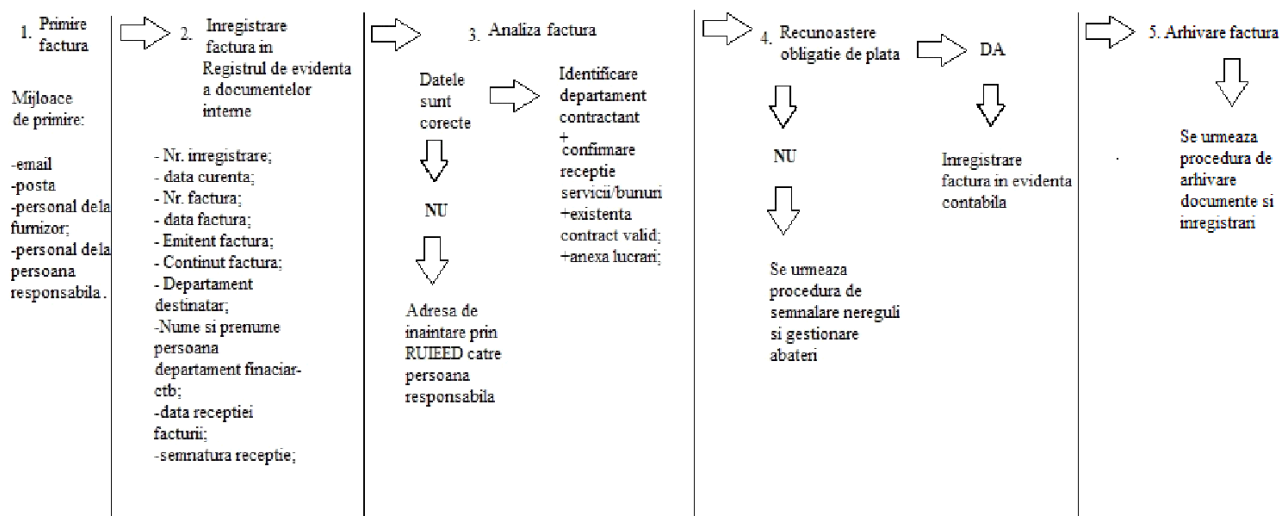 1. Primire
factura
Mijloace
de primire:
-email
-posta
-personal dela
furnizor;
-personal dela
persoana
responsabila.
2. Inregistrare
factura in
Registrul de evidenta
a documentelor
interne
- Nr. inregistrare;
- data curenta;
- Nr. factura;
- data factura;
- Emitent factura;
- Continut factura;
- Departament
destinatar;
-Nume si prenume
persoana
departament finaciar-
ctb;
-data receptiei
facturii;
-semnatura receptie;
3. Analiza factura
Datele
sunt
corecte
NU
Adresa de
inaintare prin
RUIEED catre
persoana
responsabila
Identificare
departament
contractant
+
confirmare
receptie
servicii/bunuri
+existenta
contract valid;
+anexa lucrari;
4. Recunoastere
obligatie de plata
NU
Se urmeaza
procedura de
semnalare nereguli
si gestionare
abateri
DA
Inregistrare
factura in evidenta
contabila
5. Arhivare factura
Se urmeaza
procedura de
arhivare
documente si
inregistrari